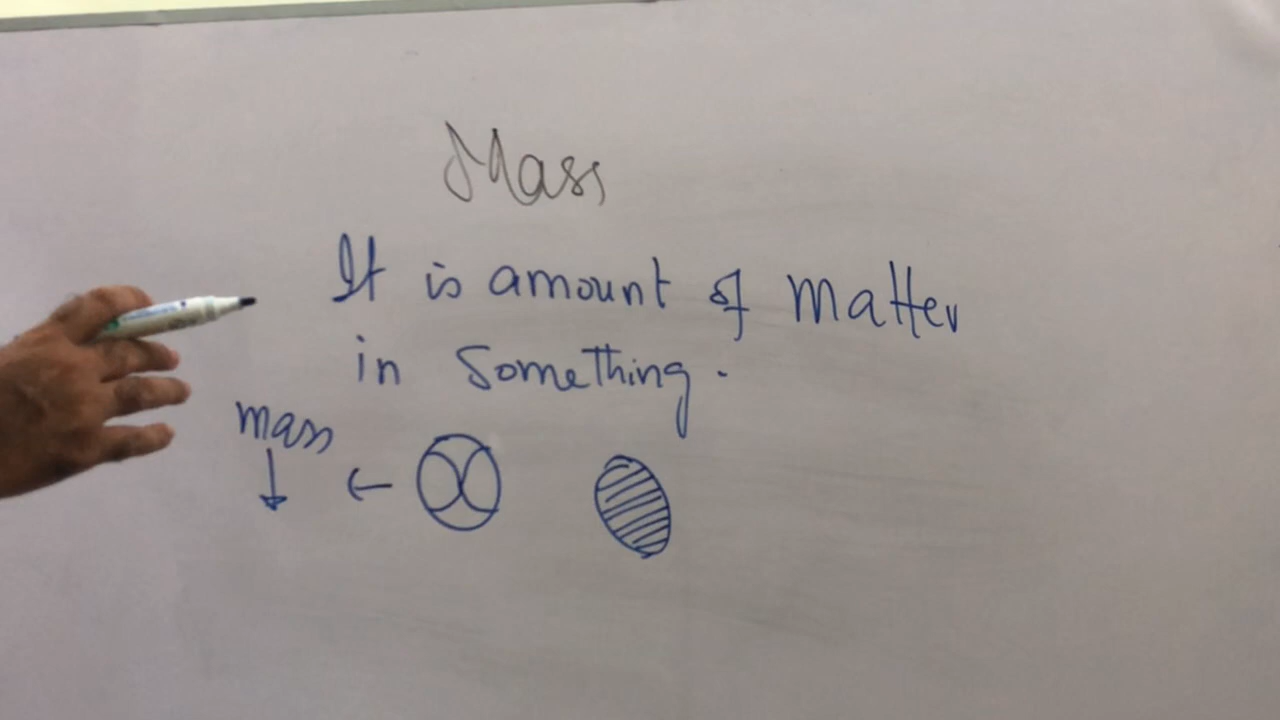 Mass
It is amount of Matter
in Something.
mass